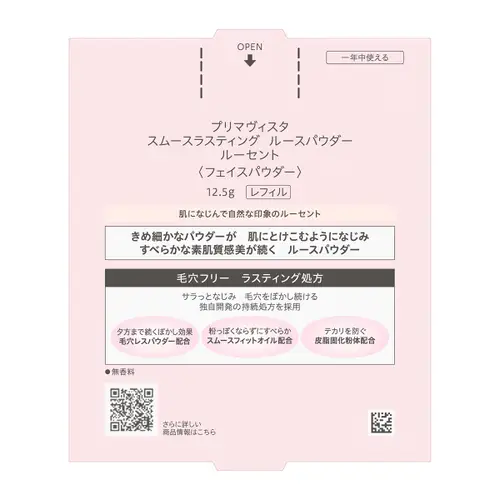 OPEN
一年中使える
プリマヴィスタ
スムースラスティング ルースパウダー
ルーセント
〈フェイスパウダー〉
12.5g レフィル
肌になじんで自然な印象のルーセント
きめ細かなパウダーが 肌にとけこむようになじみ
すべらかな素肌質感美が続く ルースパウダー
毛穴フリー ラスティング処方
サラっとなじみ 毛穴をぼかし続ける
独自開発の持続処方を採用
夕方まで続くぼかし効果
毛穴レスパウダー配合
粉っぽくならずにすべらか
スムースフィットオイル配合
テカリを防ぐ
皮脂固化粉体配合
●無香料
さらに詳しい
商品情報はこちら